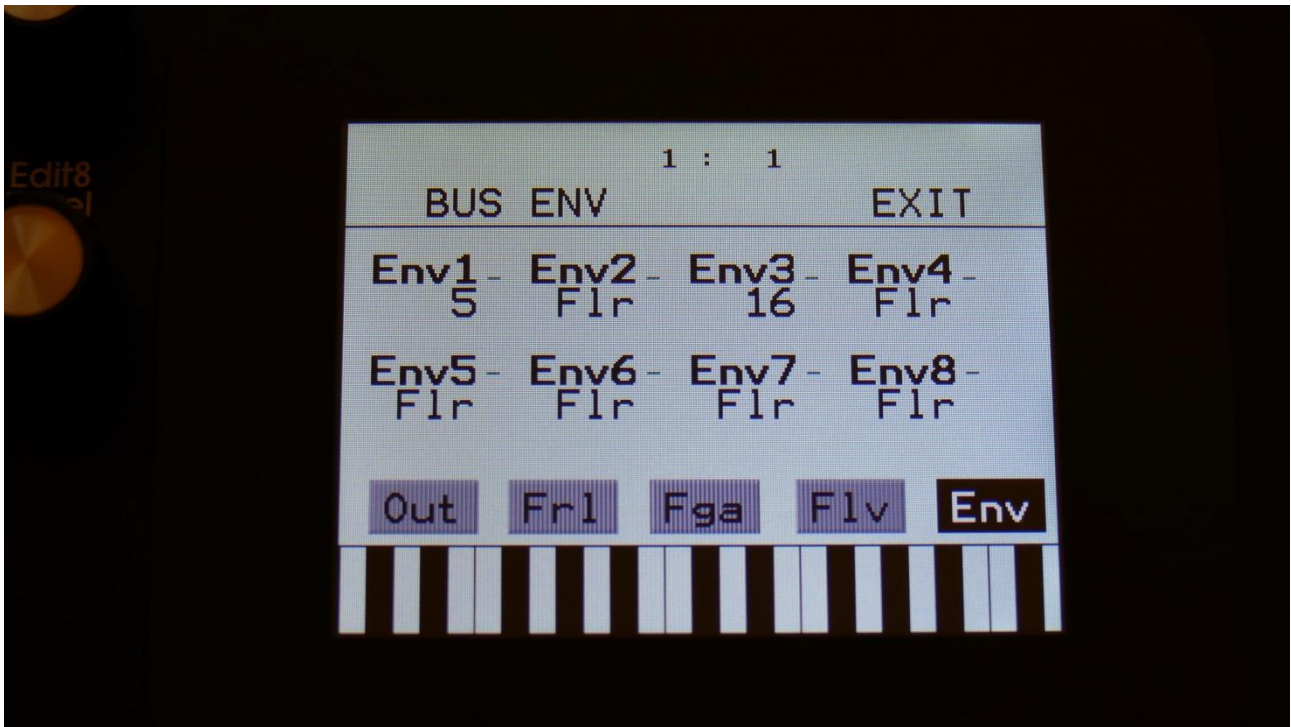 Edit8
el
1 : 1
BUS ENV EXIT
Env1- Env2- Env3- Env4-
5 Flr 16 Flr
Env5- Env6- Env7- Env8-
Flr Flr Flr Flr
Out Frl Fga Flv Env